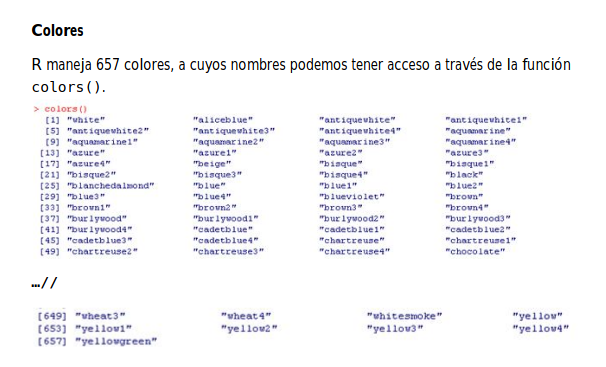 Colores
R maneja 657 colores, a cuyos nombres podemos tener acceso a través de la función
colors().
> colors()
[1] "white" "aliceblue" "antiquewhite" "antiquewhite1"
[5] "antiquewhite2" "antiquewhite3" "antiquewhite4" "aquamarine"
[9] "aquamarine1" "aquamarine2" "aquamarine3" "aquamarine4"
[13] "azure" "azure1" "azure2" "azure3"
[17] "azure4" "beige" "bisque" "bisque1"
[21] "bisque2" "bisque3" "bisque4" "black"
[25] "blanchedalmond" "blue" "blue1" "blue2"
[29] "blue3" "blue4" "blueviolet" "brown"
[33] "brown1" "brown2" "brown3" "brown4"
[37] "burlywood" "burlywood1" "burlywood2" "burlywood3"
[41] "burlywood4" "cadetblue" "cadetblue1" "cadetblue2"
[45] "cadetblue3" "cadetblue4" "chartreuse" "chartreuse1"
[49] "chartreuse2" "chartreuse3" "chartreuse4" "chocolate"
…//
[649] "wheat3" "wheat4" "whitesmoke" "yellow"
[653] "yellow1" "yellow2" "yellow3" "yellow4"
[657] "yellowgreen"